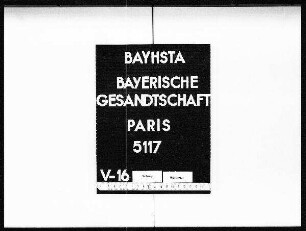 BAYHSTA
BAYERISCHE
GESANDTSCHAFT
PARIS
5117
V-16